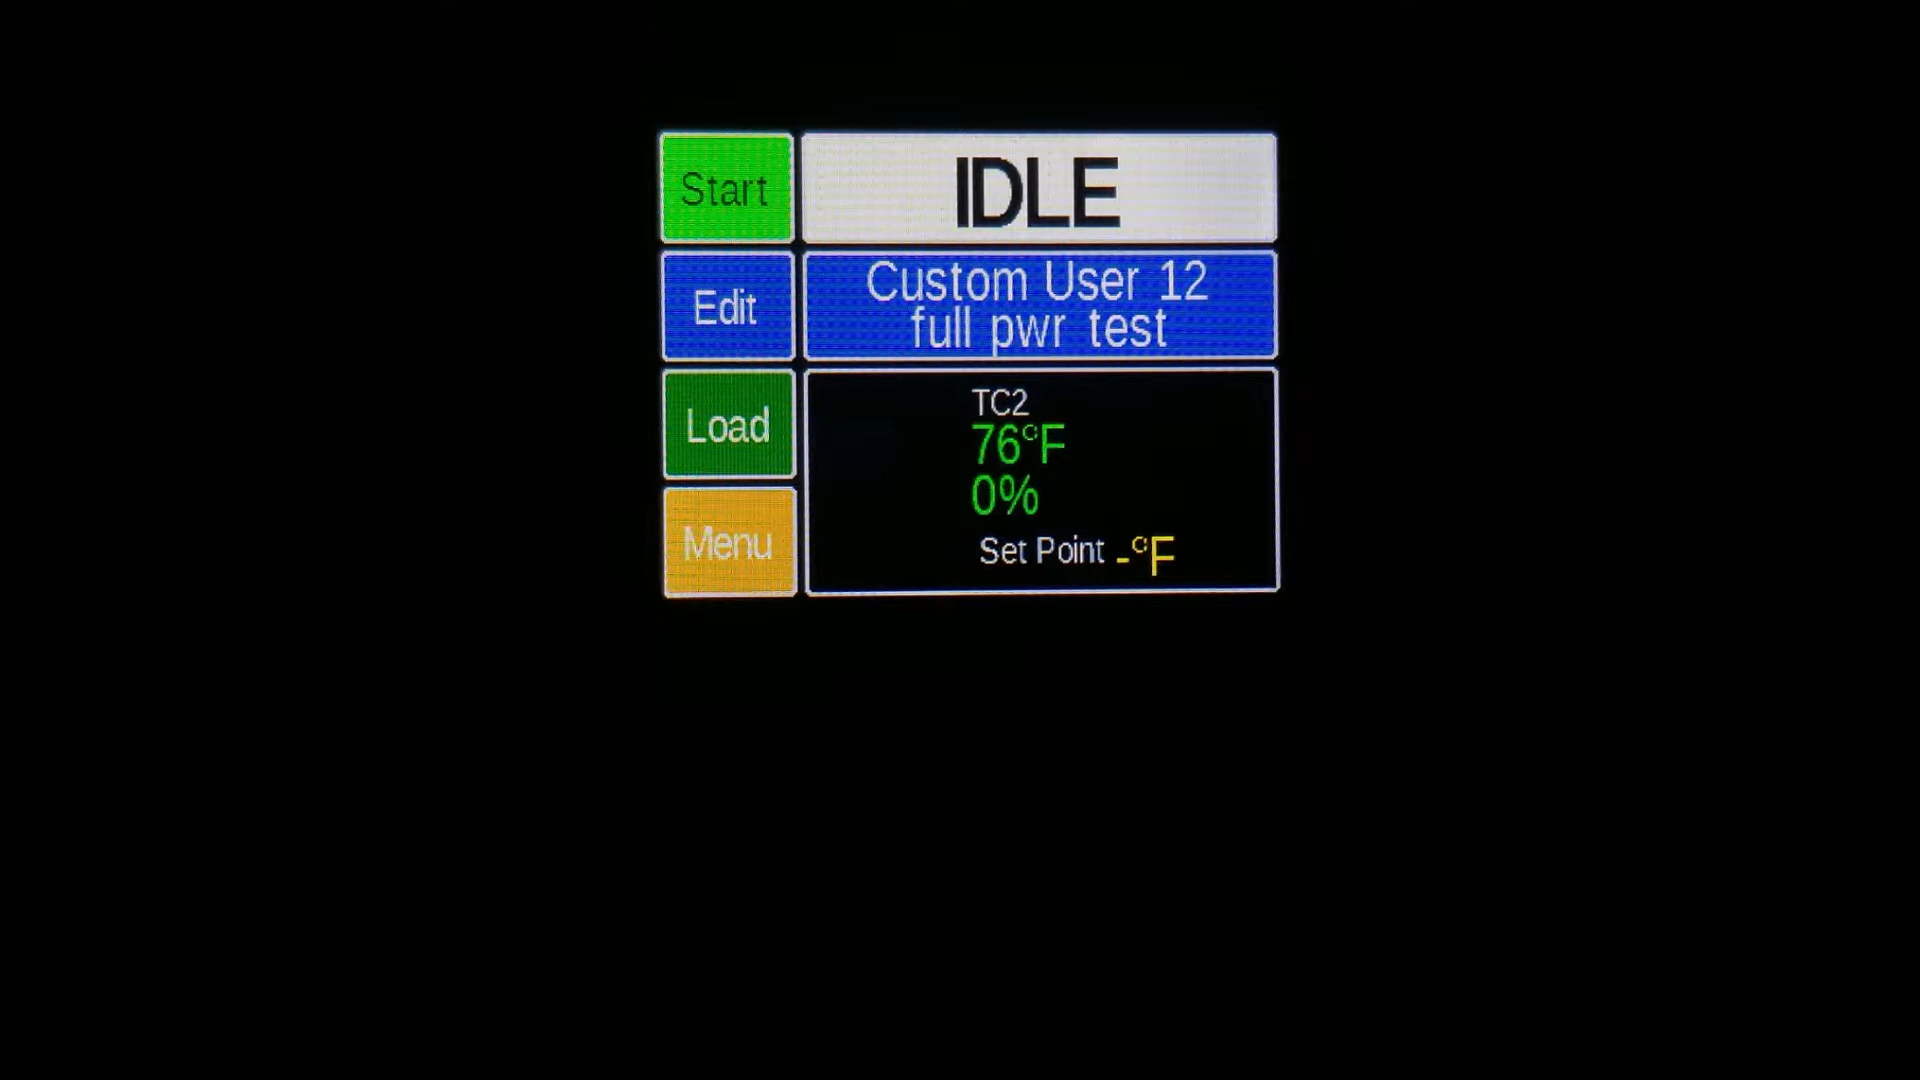 Start
IDLE
Edit
Custom User 12
full pwr test
Load
TC2
76°F
0%
Menu
Set Point -°F